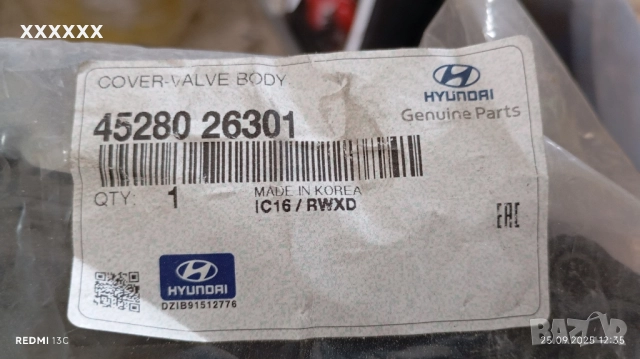 xxxxxx
COVER-VALVE BODY
HYUNDAI
Genuine Parts
45280 26301
QTY: 1
MADE IN KOREA
IC16 / RWXD
EAC
HYUNDAI
DZIB91512776
REDMI 13C
BAZAR
25.09.2025 12:35